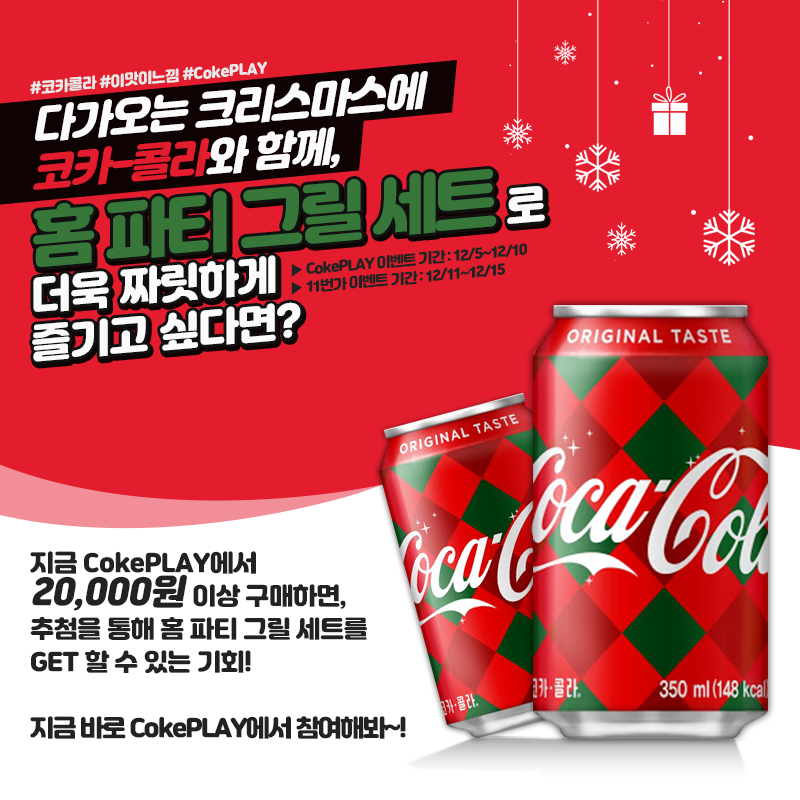 #코카콜라 #이맛이느낌 #CokePLAY
다가오는 크리스마스에
코카-콜라와 함께,
홈 파티 그릴 세트로
더욱 짜릿하게
즐기고 싶다면?
▶ CokePLAY 이벤트 기간 : 12/5~12/10
▶ 11번가 이벤트 기간 : 12/11~12/15
ORIGINAL TASTE
Coca-Cola
350 ml (148 kcal)
코카·콜라
ORIGINAL TASTE
Coca-C
코카·콜라
지금 CokePLAY에서
20,000원 이상 구매하면,
추첨을 통해 홈 파티 그릴 세트를
GET 할 수 있는 기회!
지금 바로 CokePLAY에서 참여해봐~!